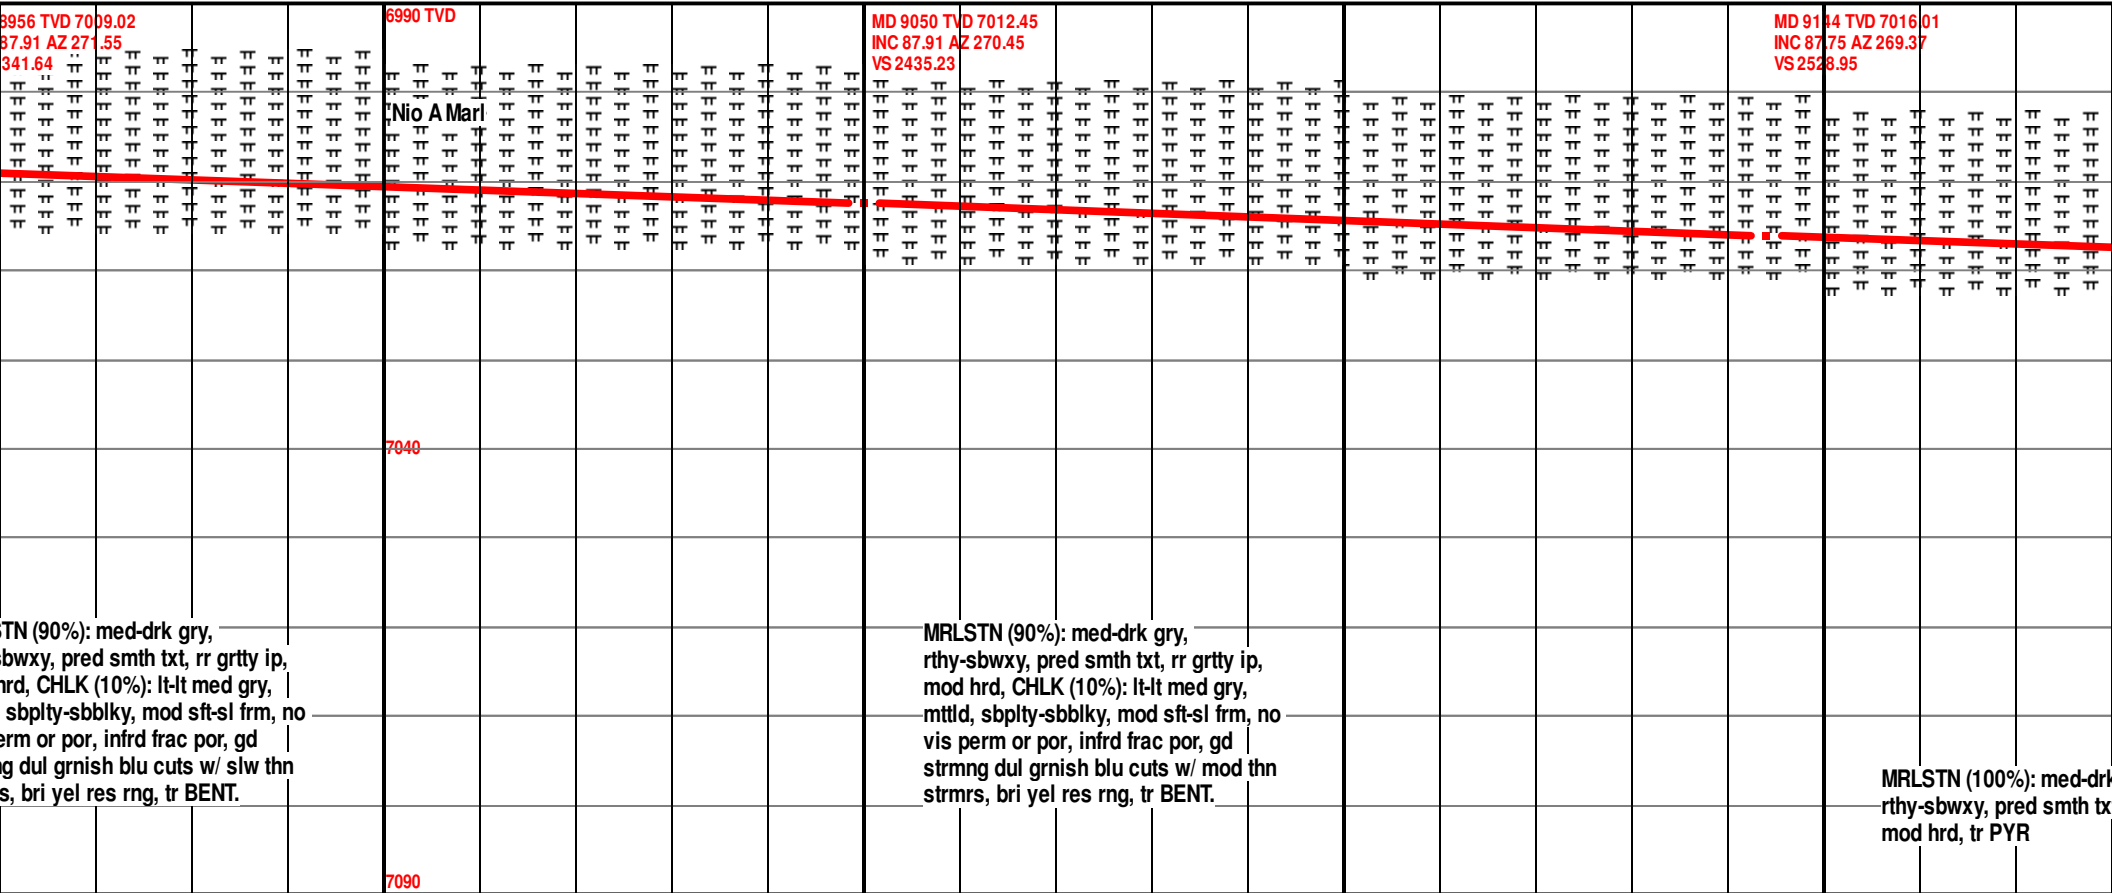 8956 TVD 7009.02
87.91 AZ 271.55
341.64
6990 TVD
MD 9050 TVD 7012.45
INC 87.91 AZ 270.45
VS 2435.23
MD 9144 TVD 7016.01
INC 87.75 AZ 269.37
VS 2528.95
Nio A Marl
7040
STN (90%): med-drk gry,
sbwxy, pred smth txt, rr grtty ip,
hrd, CHLK (10%): lt-lt med gry,
sbplty-sbblky, mod sft-sl frm, no
erm or por, infrd frac por, gd
ng dul grnish blu cuts w/ slw thn
s, bri yel res rng, tr BENT.
MRLSTN (90%): med-drk gry,
rthy-sbwxy, pred smth txt, rr grtty ip,
mod hrd, CHLK (10%): lt-lt med gry,
mttld, sbplty-sbblky, mod sft-sl frm, no
vis perm or por, infrd frac por, gd
strmng dul grnish blu cuts w/ mod thn
strmrs, bri yel res rng, tr BENT.
MRLSTN (100%): med-drk
rthy-sbwxy, pred smth tx
mod hrd, tr PYR
7090